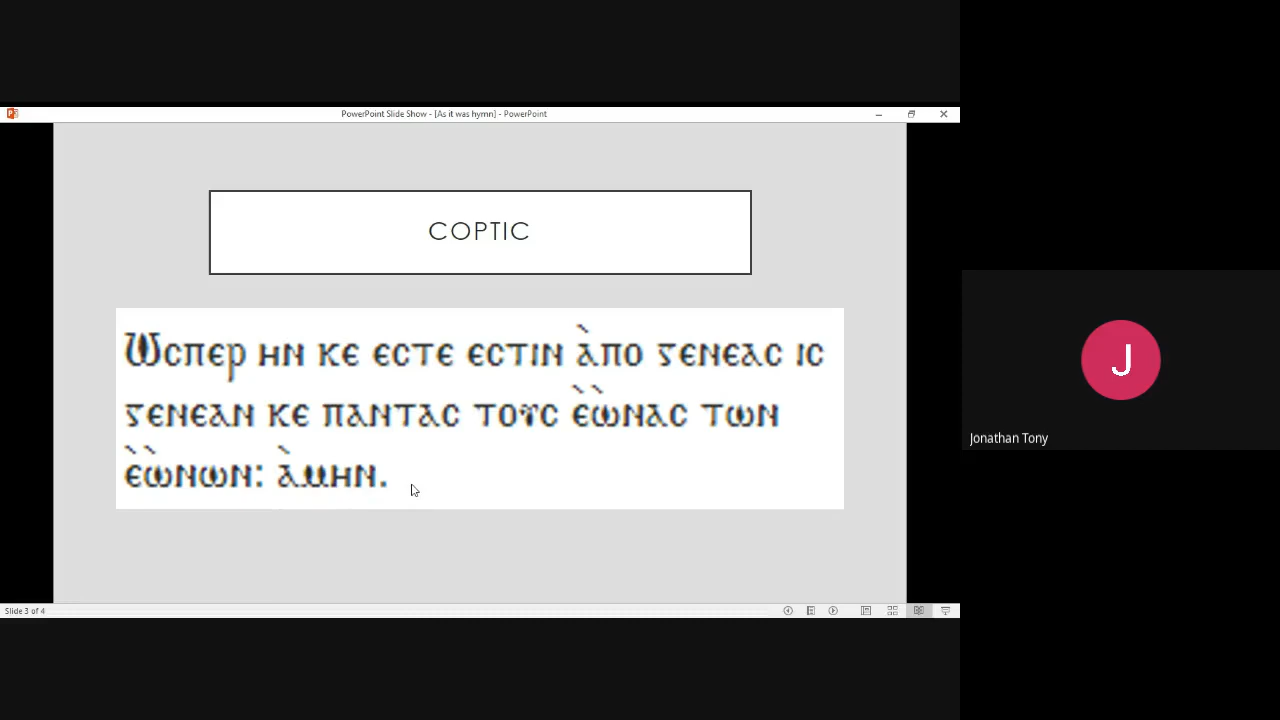 PowerPoint Slide Show - [As it was hymn] - PowerPoint
COPTIC
Ⲱⲥⲡⲉⲣ ⲏⲛ ⲕⲉ ⲉⲥⲧⲉ ⲉⲥⲧⲓⲛ ⲁ̀ⲡⲟ ⲅⲉⲛⲉⲁⲥ ⲓⲥ
ⲅⲉⲛⲉⲁⲛ ⲕⲉ ⲡⲁⲛⲧⲁⲥ ⲧⲟⲩⲥ ⲉ̀ⲱ̀ⲛⲁⲥ ⲧⲱⲛ
ⲉ̀ⲱ̀ⲛⲱⲛ: ⲁ̀ⲙⲏⲛ.
J
Jonathan Tony
Slide 3 of 4